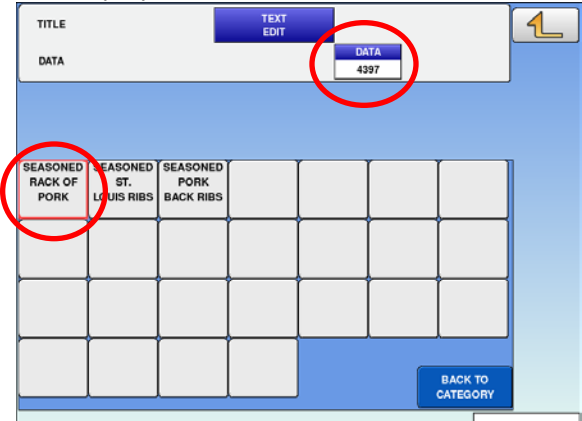 TITLE
TEXT
EDIT
DATA
DATA
4397
SEASONED
RACK OF
PORK
SEASONED
ST.
LOUIS RIBS
SEASONED
PORK
BACK RIBS
BACK TO
CATEGORY